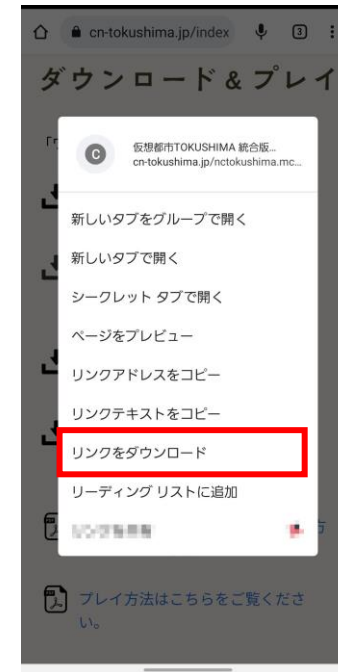 cn-tokushima.jp/index
3
ダウンロード＆プレイ
C
仮想都市TOKUSHIMA 統合版...
cn-tokushima.jp/nctokushima.mc...
新しいタブをグループで開く
新しいタブで開く
シークレット タブで開く
ページをプレビュー
リンクアドレスをコピー
リンクテキストをコピー
リンクをダウンロード
リーディング リストに追加
方
プレイ方法はこちらをご覧くださ
い。